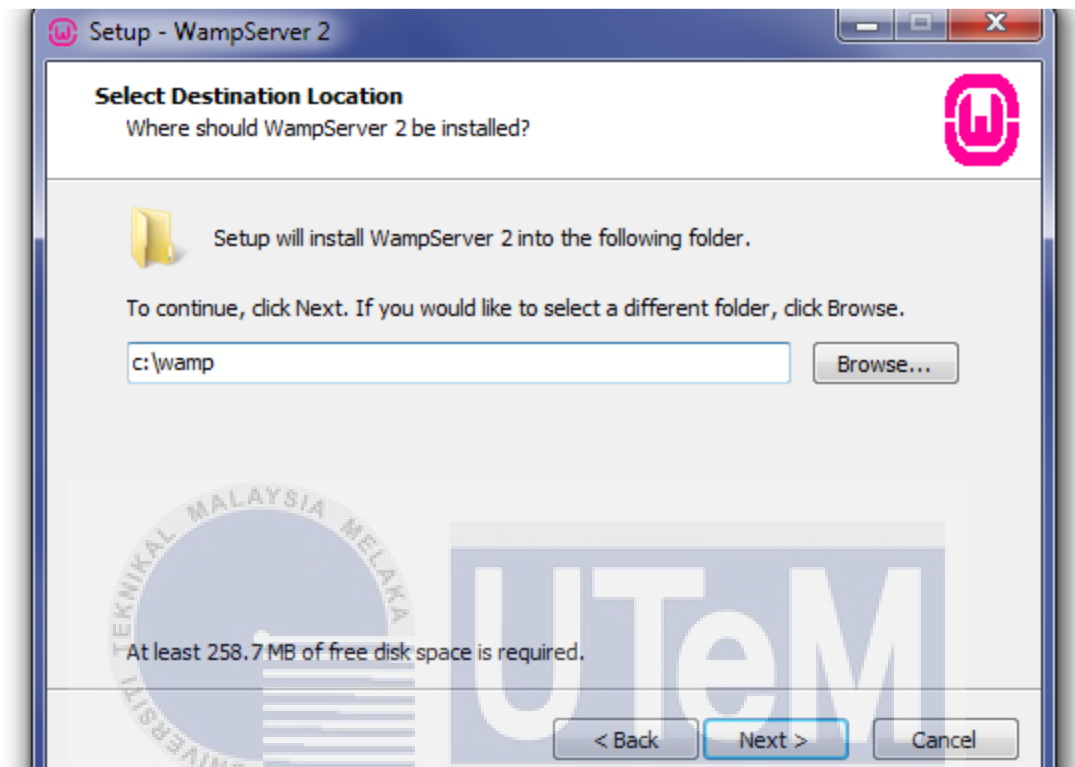 Setup - WampServer 2
Select Destination Location
Where should WampServer 2 be installed?
Setup will install WampServer 2 into the following folder.
To continue, click Next. If you would like to select a different folder, click Browse.
c:\wamp
Browse...
TEKNIKAL MALAYSIA MELAKA
UTeM
At least 258.7 MB of free disk space is required.
< Back
Next >
Cancel